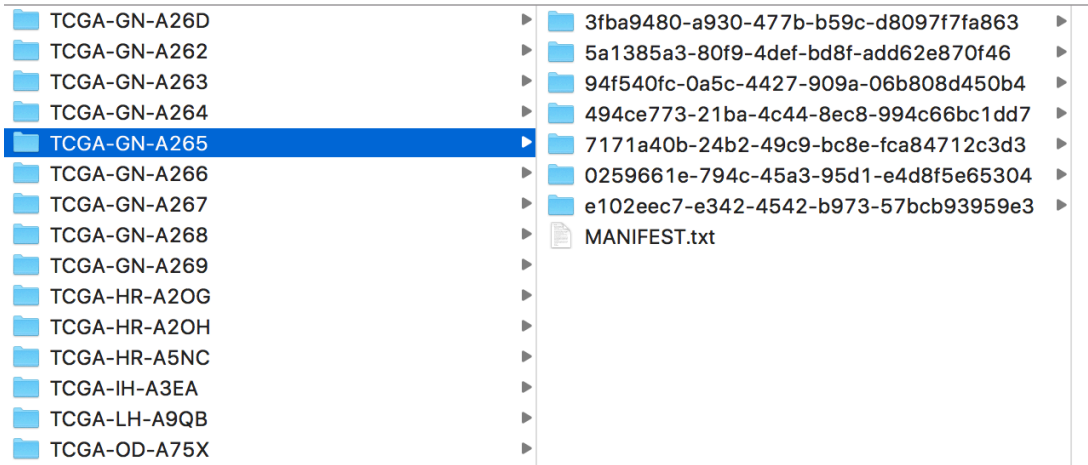 TCGA-GN-A26D
TCGA-GN-A262
TCGA-GN-A263
TCGA-GN-A264
TCGA-GN-A265
TCGA-GN-A266
TCGA-GN-A267
TCGA-GN-A268
TCGA-GN-A269
TCGA-HR-A2OG
TCGA-HR-A2OH
TCGA-HR-A5NC
TCGA-IH-A3EA
TCGA-LH-A9QB
TCGA-OD-A75X
3fba9480-a930-477b-b59c-d8097f7fa863
5a1385a3-80f9-4def-bd8f-add62e870f46
94f540fc-0a5c-4427-909a-06b808d450b4
494ce773-21ba-4c44-8ec8-994c66bc1dd7
7171a40b-24b2-49c9-bc8e-fca84712c3d3
0259661e-794c-45a3-95d1-e4d8f5e65304
e102eec7-e342-4542-b973-57bcb93959e3
MANIFEST.txt